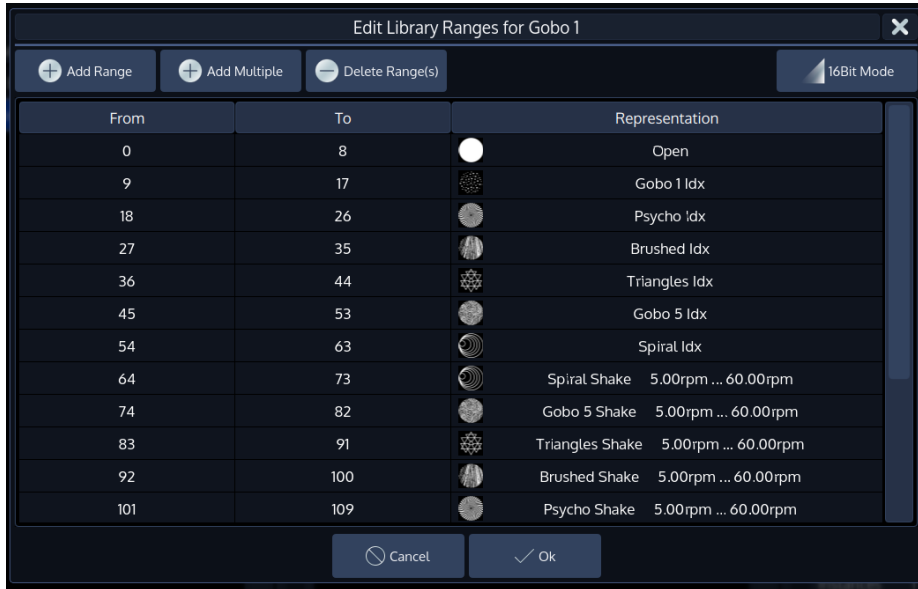 Edit Library Ranges for Gobo 1
Add Range Add Multiple Delete Range(s) 16Bit Mode
From To Representation
0 8 Open
9 17 Gobo 1 Idx
18 26 Psycho Idx
27 35 Brushed Idx
36 44 Triangles Idx
45 53 Gobo 5 Idx
54 63 Spiral Idx
64 73 Spiral Shake 5.00rpm ... 60.00rpm
74 82 Gobo 5 Shake 5.00rpm ... 60.00rpm
83 91 Triangles Shake 5.00rpm ... 60.00rpm
92 100 Brushed Shake 5.00rpm ... 60.00rpm
101 109 Psycho Shake 5.00rpm ... 60.00rpm
Cancel Ok